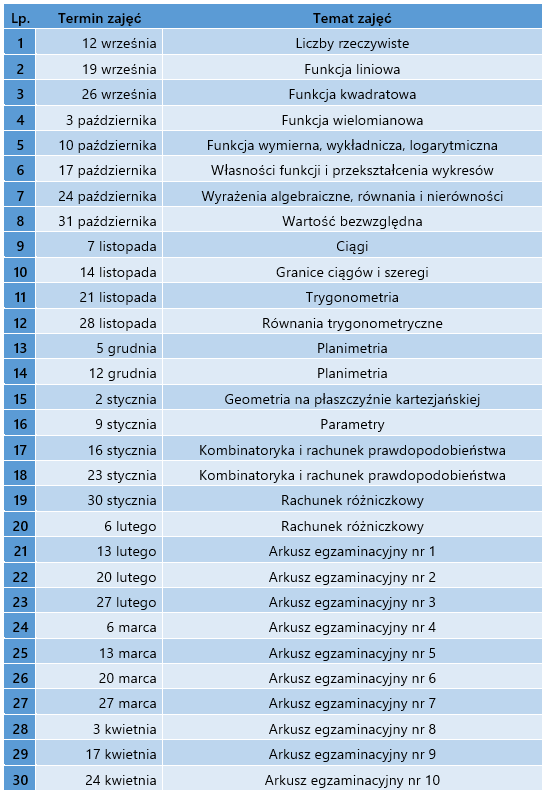 Lp. Termin zajęć Temat zajęć
1 12 września Liczby rzeczywiste
2 19 września Funkcja liniowa
3 26 września Funkcja kwadratowa
4 3 października Funkcja wielomianowa
5 10 października Funkcja wymierna, wykładnicza, logarytmiczna
6 17 października Własności funkcji i przekształcenia wykresów
7 24 października Wyrażenia algebraiczne, równania i nierówności
8 31 października Wartość bezwzględna
9 7 listopada Ciągi
10 14 listopada Granice ciągów i szeregi
11 21 listopada Trygonometria
12 28 listopada Równania trygonometryczne
13 5 grudnia Planimetria
14 12 grudnia Planimetria
15 2 stycznia Geometria na płaszczyźnie kartezjańskiej
16 9 stycznia Parametry
17 16 stycznia Kombinatoryka i rachunek prawdopodobieństwa
18 23 stycznia Kombinatoryka i rachunek prawdopodobieństwa
19 30 stycznia Rachunek różniczkowy
20 6 lutego Rachunek różniczkowy
21 13 lutego Arkusz egzaminacyjny nr 1
22 20 lutego Arkusz egzaminacyjny nr 2
23 27 lutego Arkusz egzaminacyjny nr 3
24 6 marca Arkusz egzaminacyjny nr 4
25 13 marca Arkusz egzaminacyjny nr 5
26 20 marca Arkusz egzaminacyjny nr 6
27 27 marca Arkusz egzaminacyjny nr 7
28 3 kwietnia Arkusz egzaminacyjny nr 8
29 17 kwietnia Arkusz egzaminacyjny nr 9
30 24 kwietnia Arkusz egzaminacyjny nr 10